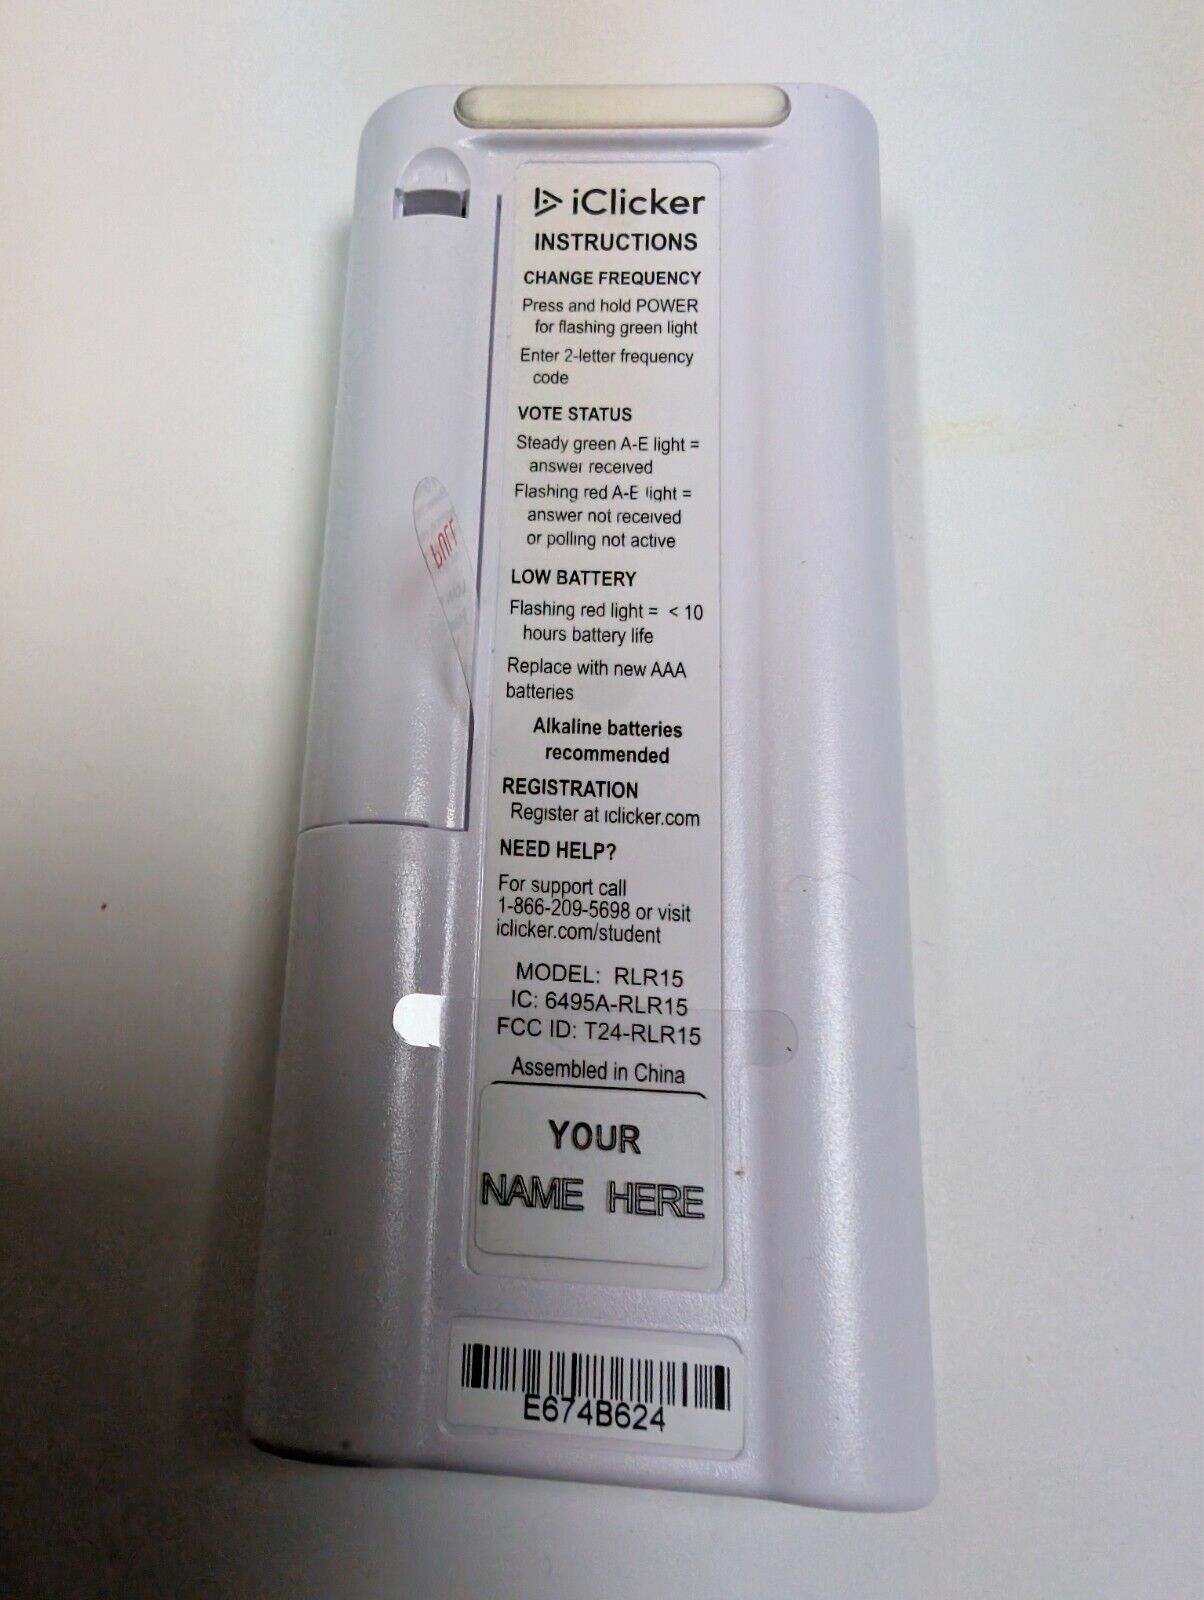 iClicker
INSTRUCTIONS
CHANGE FREQUENCY
Press and hold POWER
for flashing green light
Enter 2-letter frequency
code
VOTE STATUS
Steady green A-E light =
answer received
Flashing red A-E light =
answer not received
or polling not active
LOW BATTERY
Flashing red light = < 10
hours battery life
Replace with new AAA
batteries
Alkaline batteries
recommended
REGISTRATION
Register at iclicker.com
NEED HELP?
For support call
1-866-209-5698 or visit
iclicker.com/student
MODEL: RLR15
IC: 6495A-RLR15
FCC ID: T24-RLR15
Assembled in China
YOUR
NAME HERE
E674B624
PULL